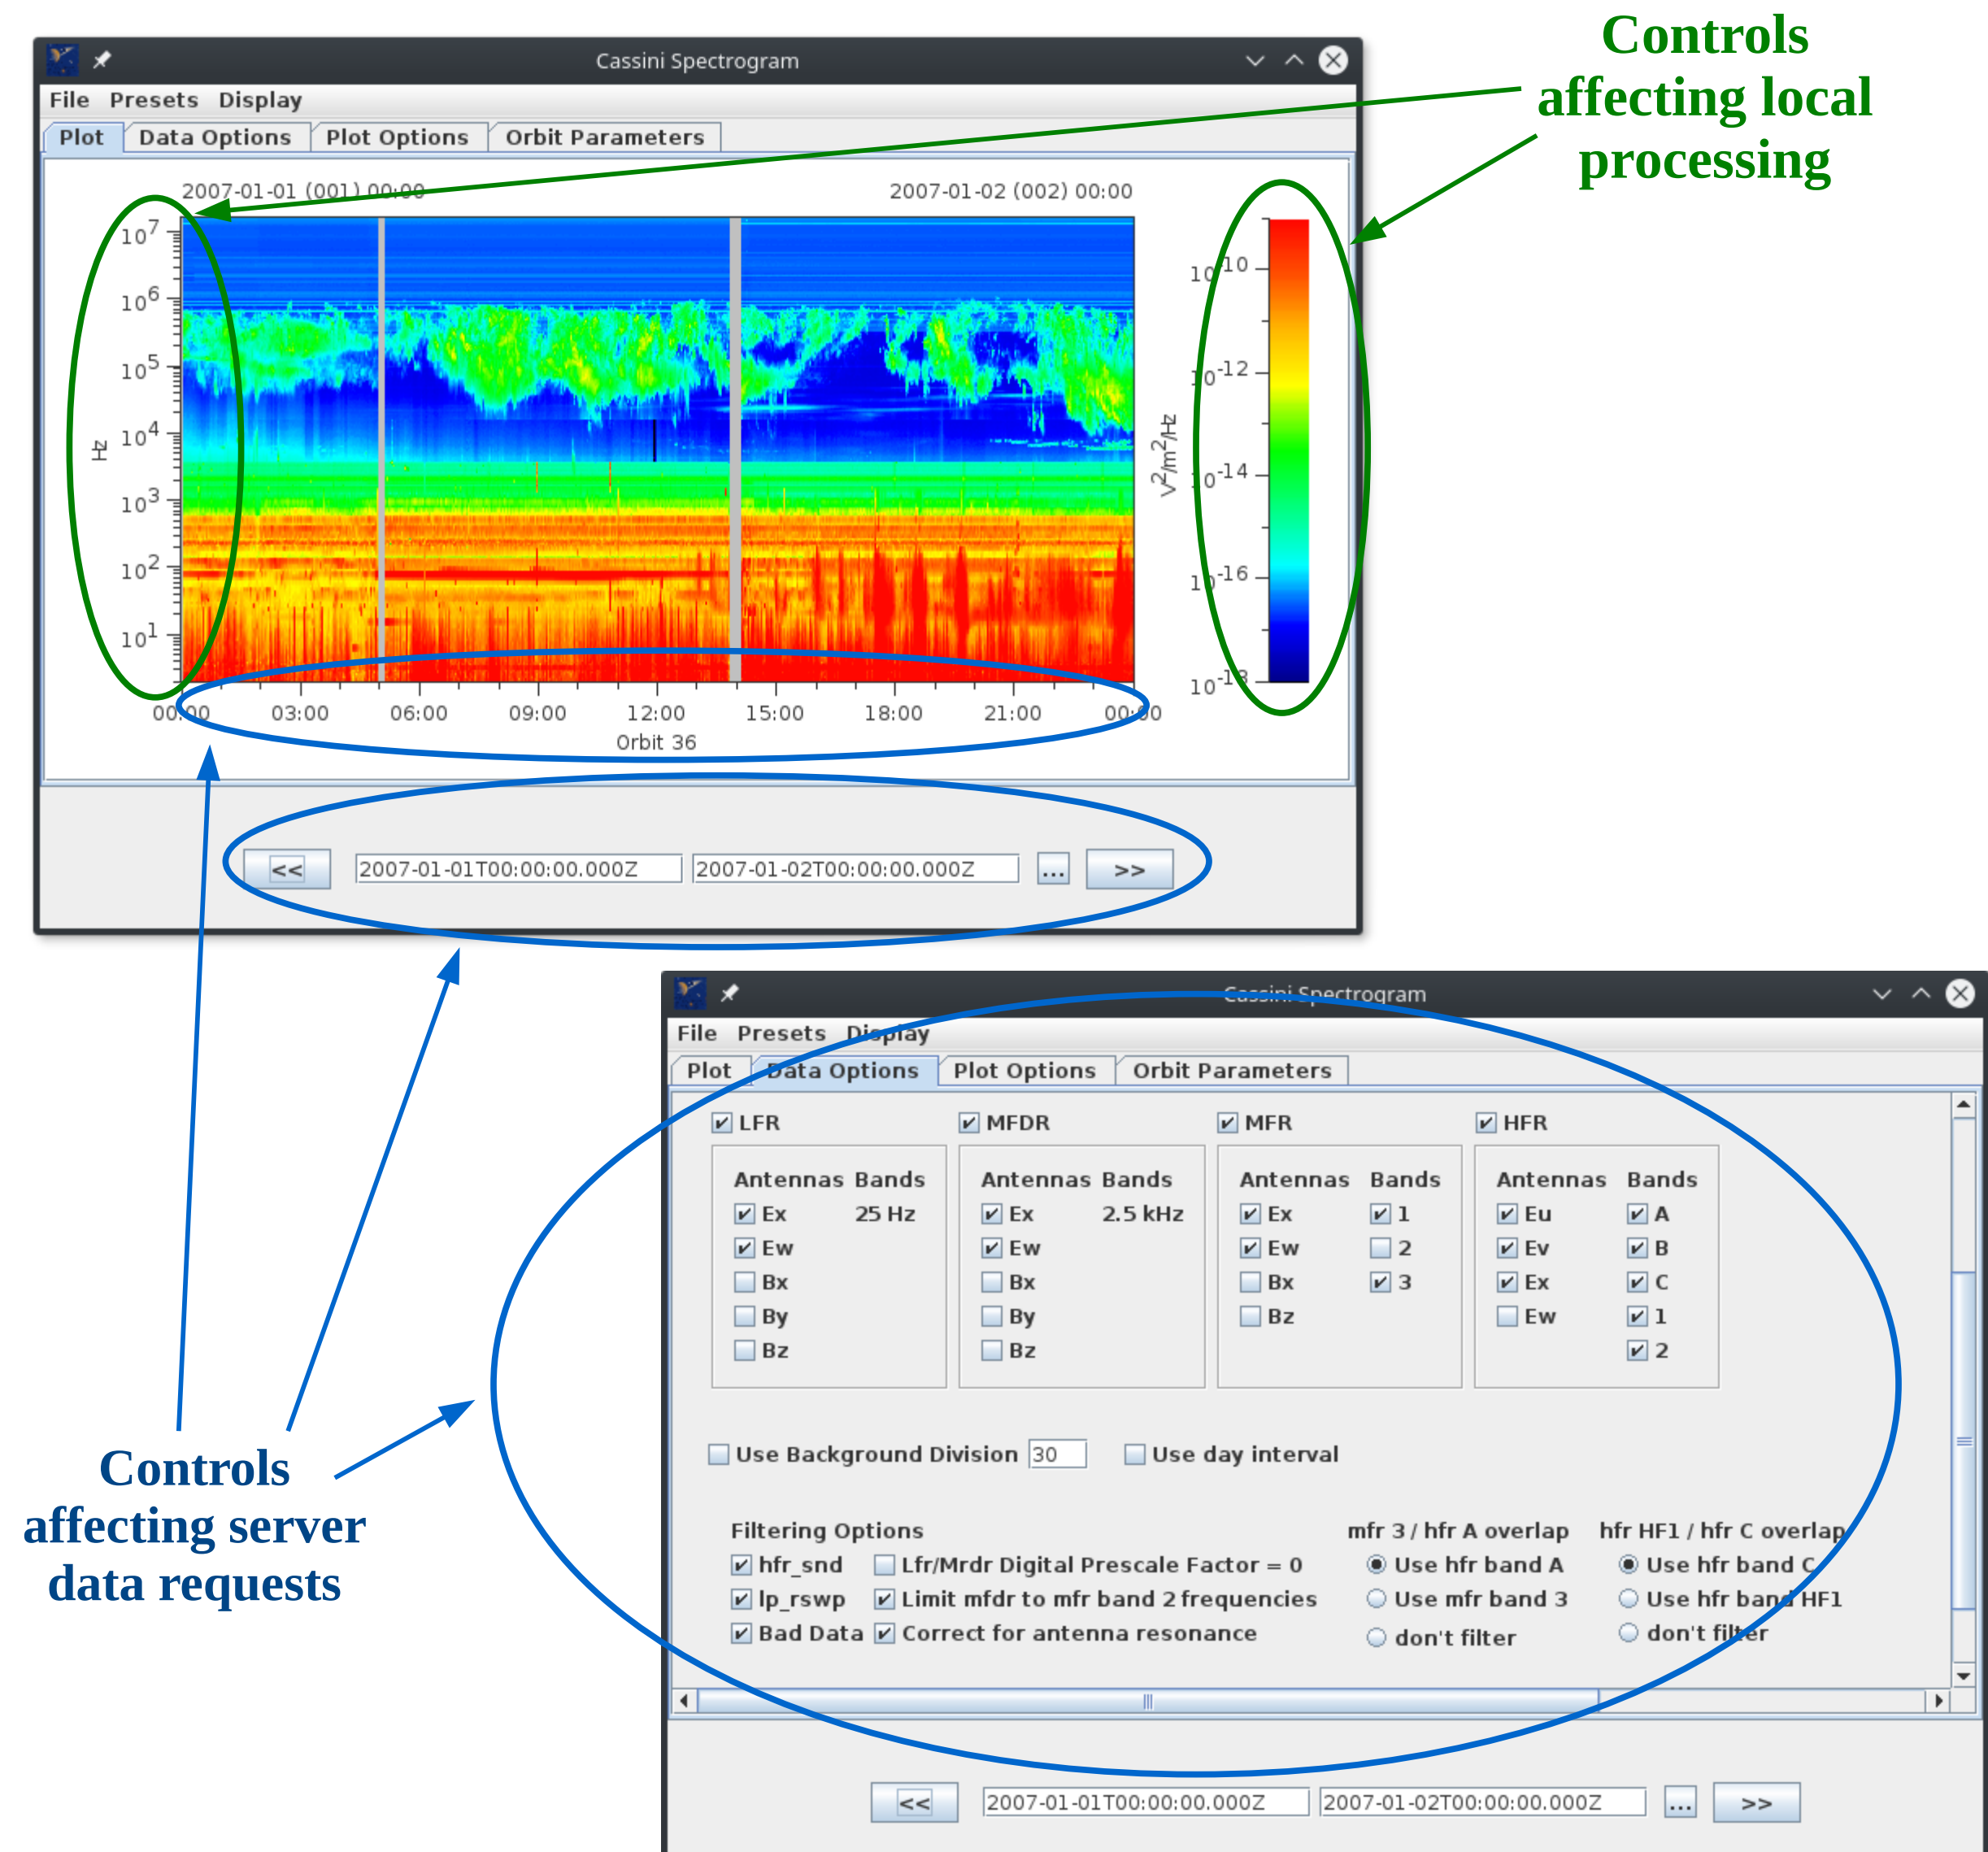 Controls
affecting local
processing
Cassini Spectrogram
File Presets Display
Plot Data Options Plot Options Orbit Parameters
2007-01-01 (001) 00:00 2007-01-02 (002) 00:00
10^7
10^6
10^5
10^4
10^3
10^2
10^1
Hz
00:00 03:00 06:00 09:00 12:00 15:00 18:00 21:00 00:00
Orbit 36
V^2/m^2/Hz
10^-10
10^-12
10^-14
10^-16
10^-18
<< 2007-01-01T00:00:00.000Z 2007-01-02T00:00:00.000Z ... >>
Controls
affecting server
data requests
Cassini Spectrogram
File Presets Display
Plot Data Options Plot Options Orbit Parameters
LFR MFDR MFR HFR
Antennas Bands Antennas Bands Antennas Bands Antennas Bands
Ex 25 Hz Ex 2.5 kHz Ex 1 Eu A
Ew Ew Ew 2 Ev B
Bx Bx Bx 3 Ex C
By By Bz Ew 1
Bz Bz 2
Use Background Division 30 Use day interval
Filtering Options mfr 3 / hfr A overlap hfr HF1 / hfr C overlap
hfr_snd Lfr/Mrdr Digital Prescale Factor = 0 Use hfr band A Use hfr band C
lp_rswp Limit mfdr to mfr band 2 frequencies Use mfr band 3 Use hfr band HF1
Bad Data Correct for antenna resonance don't filter don't filter
<< 2007-01-01T00:00:00.000Z 2007-01-02T00:00:00.000Z ... >>